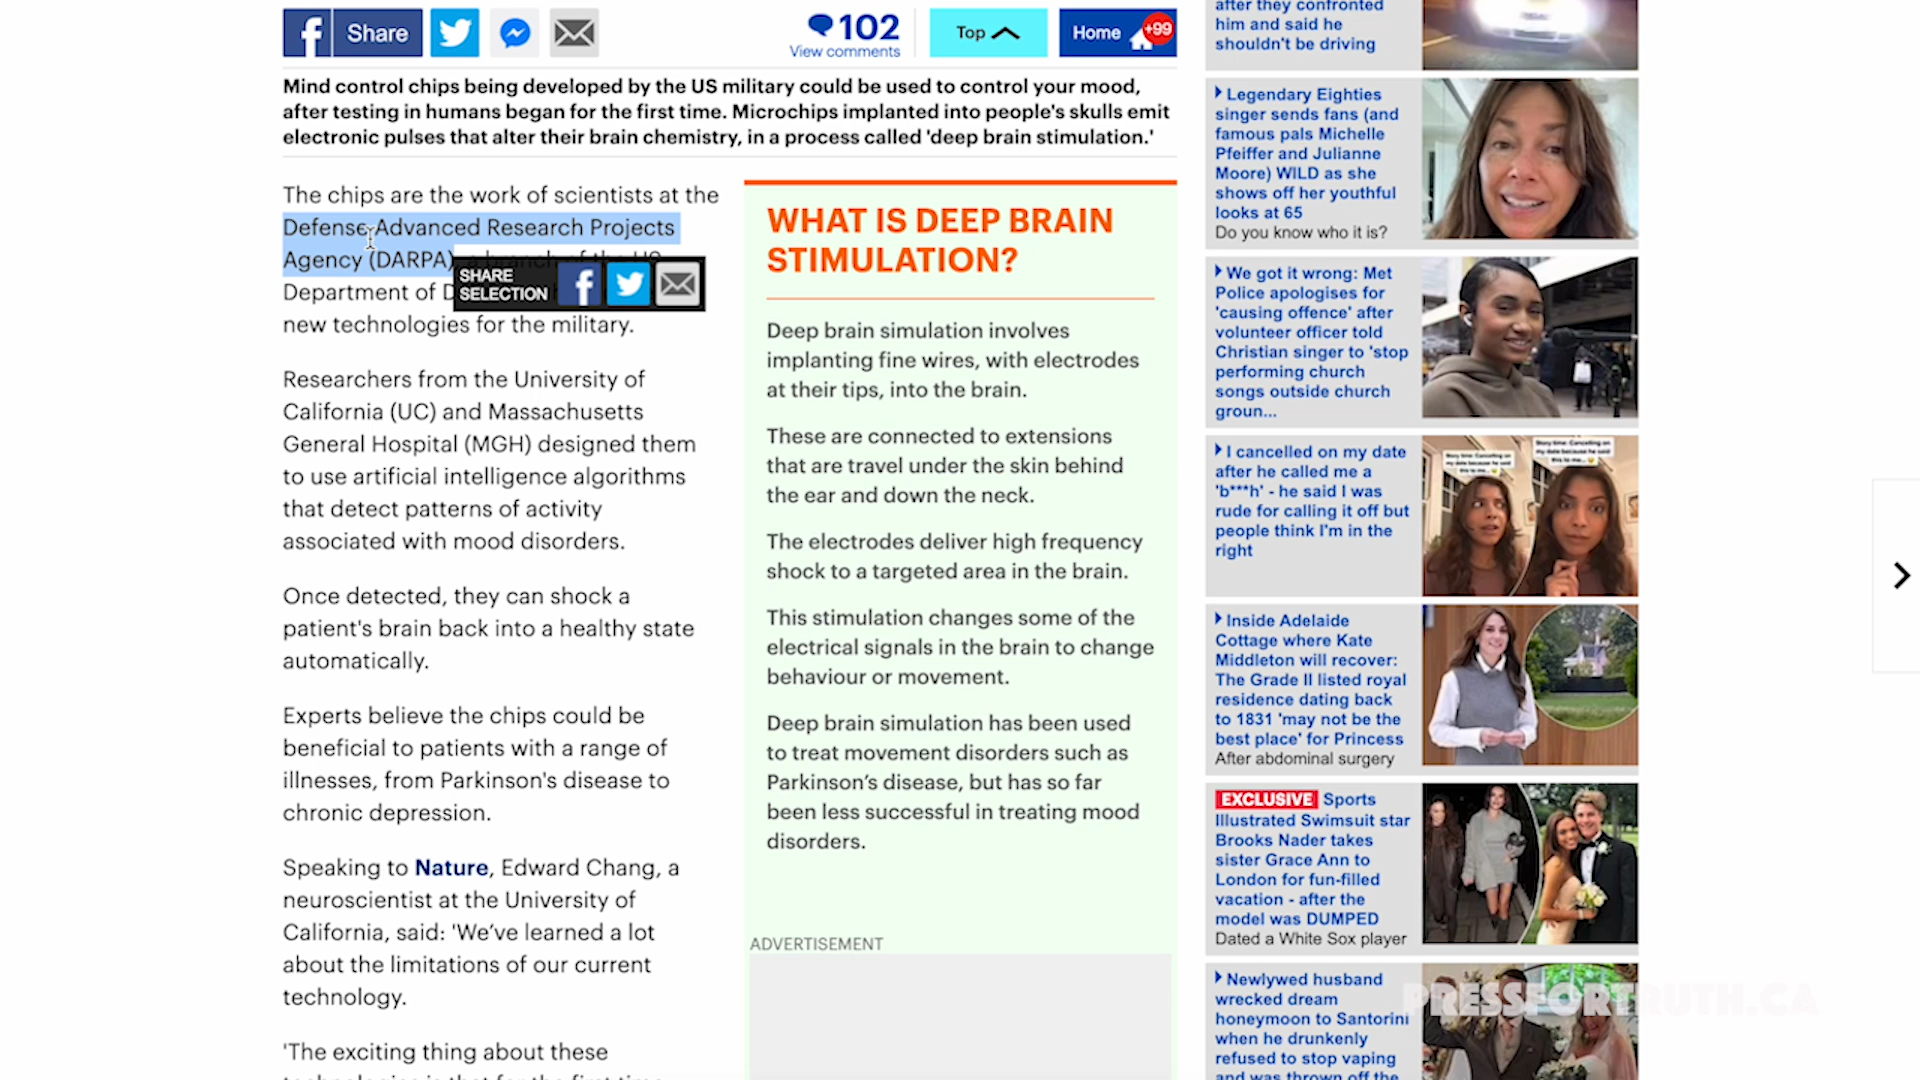 Share
102
View comments
Top
Home
+99
Mind control chips being developed by the US military could be used to control your mood,
after testing in humans began for the first time. Microchips implanted into people's skulls emit
electronic pulses that alter their brain chemistry, in a process called 'deep brain stimulation.'
The chips are the work of scientists at the
Defense Advanced Research Projects
Agency (DARPA), a branch of the US
Department of D
new technologies for the military.
SHARE
SELECTION
Researchers from the University of
California (UC) and Massachusetts
General Hospital (MGH) designed them
to use artificial intelligence algorithms
that detect patterns of activity
associated with mood disorders.
Once detected, they can shock a
patient's brain back into a healthy state
automatically.
Experts believe the chips could be
beneficial to patients with a range of
illnesses, from Parkinson's disease to
chronic depression.
Speaking to Nature, Edward Chang, a
neuroscientist at the University of
California, said: 'We've learned a lot
about the limitations of our current
technology.
'The exciting thing about these
WHAT IS DEEP BRAIN
STIMULATION?
Deep brain simulation involves
implanting fine wires, with electrodes
at their tips, into the brain.
These are connected to extensions
that are travel under the skin behind
the ear and down the neck.
The electrodes deliver high frequency
shock to a targeted area in the brain.
This stimulation changes some of the
electrical signals in the brain to change
behaviour or movement.
Deep brain simulation has been used
to treat movement disorders such as
Parkinson's disease, but has so far
been less successful in treating mood
disorders.
ADVERTISEMENT
after they confronted
him and said he
shouldn't be driving
Legendary Eighties
singer sends fans (and
famous pals Michelle
Pfeiffer and Julianne
Moore) WILD as she
shows off her youthful
looks at 65
Do you know who it is?
We got it wrong: Met
Police apologises for
'causing offence' after
volunteer officer told
Christian singer to 'stop
performing church
songs outside church
groun...
I cancelled on my date
after he called me a
'b***h' - he said I was
rude for calling it off but
people think I'm in the
right
Story time: Cancelling on
my date because he said
this to me...
Inside Adelaide
Cottage where Kate
Middleton will recover:
The Grade II listed royal
residence dating back
to 1831 'may not be the
best place' for Princess
After abdominal surgery
EXCLUSIVE Sports
Illustrated Swimsuit star
Brooks Nader takes
sister Grace Ann to
London for fun-filled
vacation - after the
model was DUMPED
Dated a White Sox player
Newlywed husband
wrecked dream
honeymoon to Santorini
when he drunkenly
refused to stop vaping
and was thrown off the
PRESSFORTRUTH.CA